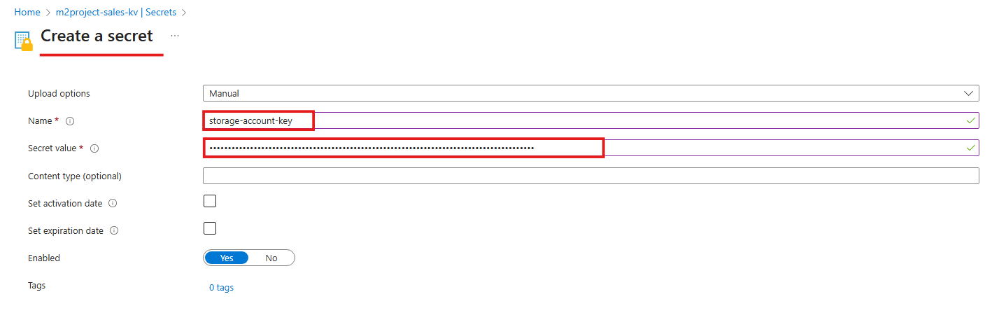 Home > m2project-sales-kv | Secrets >
Create a secret ...
Upload options Manual
Name * storage-account-key
Secret value * ••••••••••••••••••••••••••••••••••••••••••••••••••••••••••••••••••••••••••••••••••••••••
Content type (optional)
Set activation date
Set expiration date
Enabled Yes No
Tags 0 tags